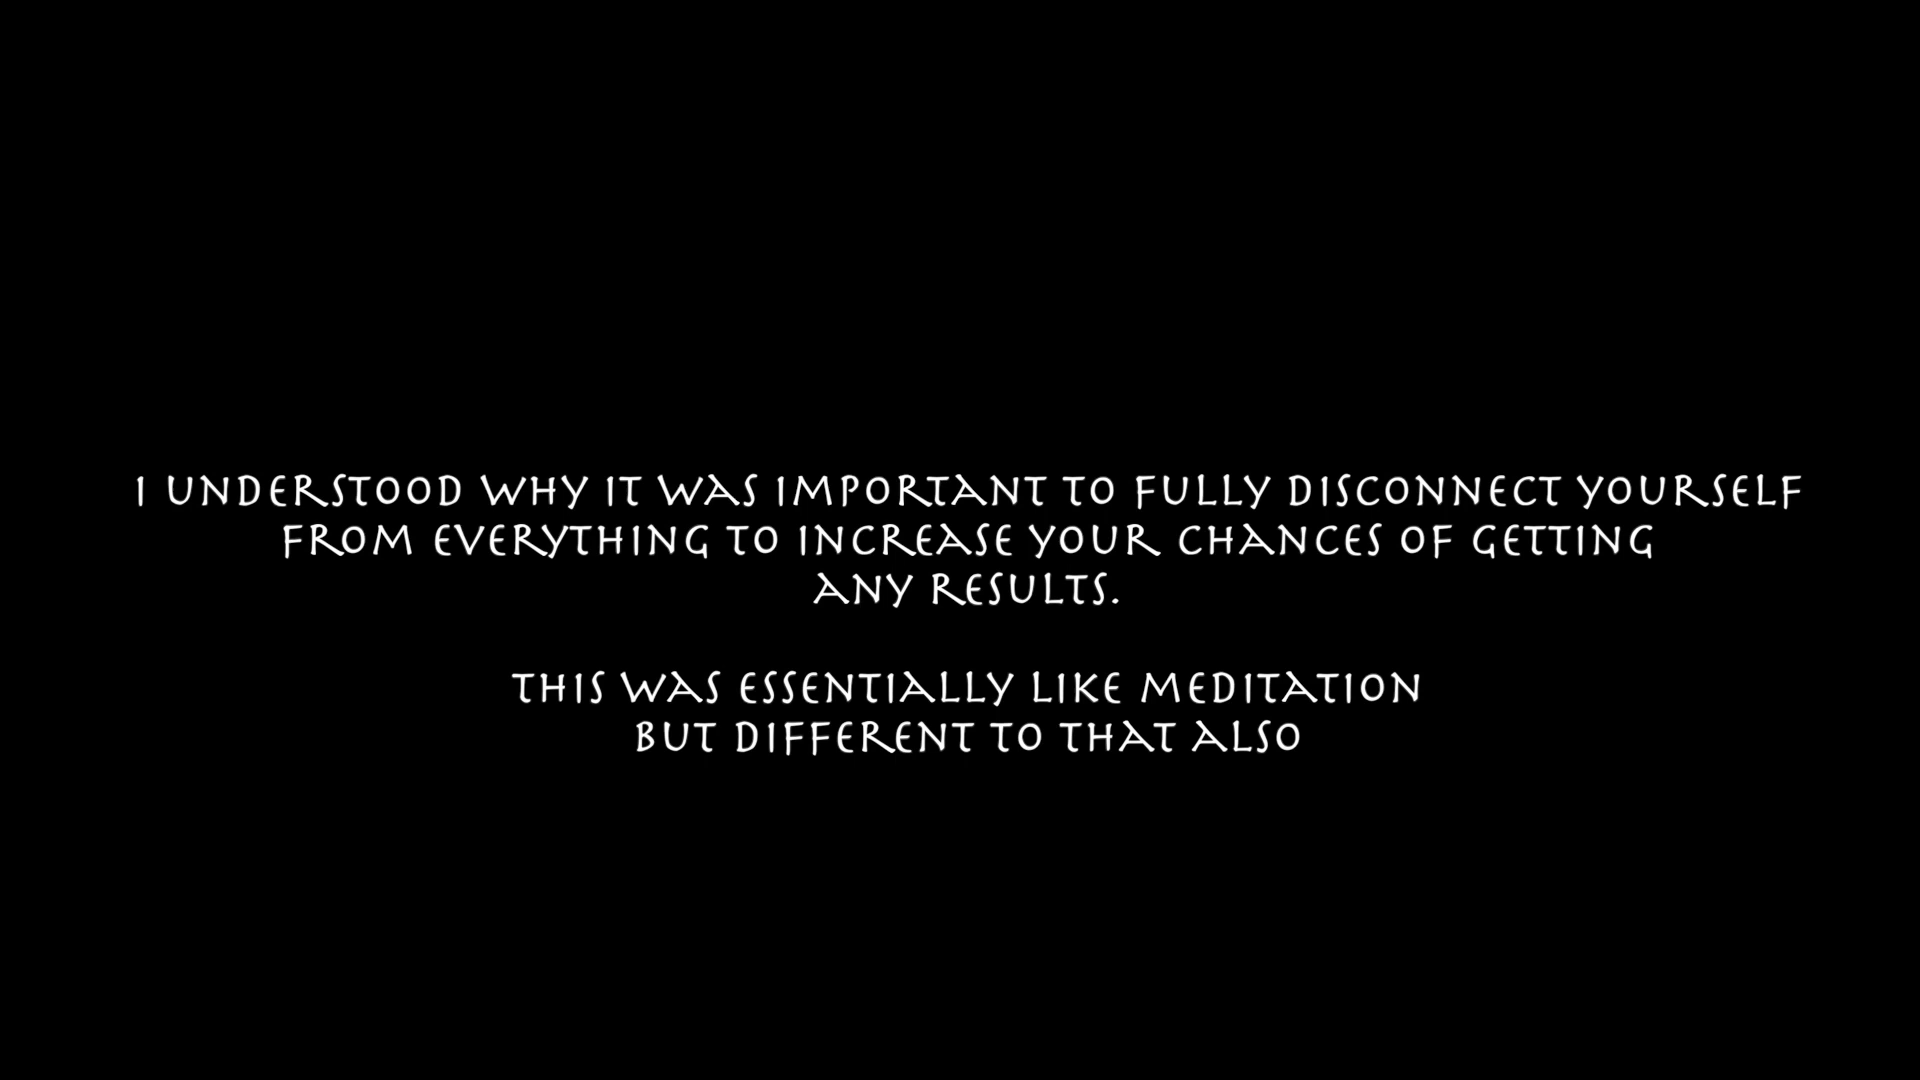 I UNDERSTOOD WHY IT WAS IMPORTANT TO FULLY DISCONNECT YOURSELF
FROM EVERYTHING TO INCREASE YOUR CHANCES OF GETTING
ANY RESULTS.
THIS WAS ESSENTIALLY LIKE MEDITATION
BUT DIFFERENT TO THAT ALSO